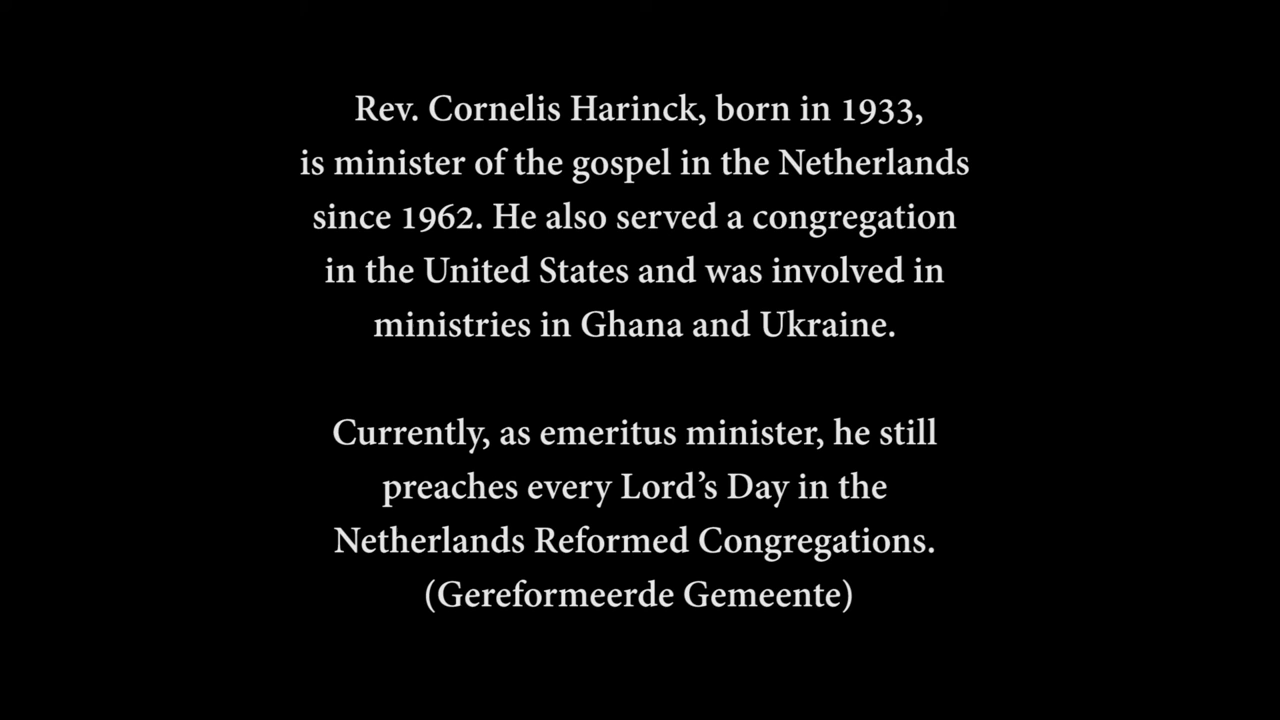 Rev. Cornelis Harinck, born in 1933,
is minister of the gospel in the Netherlands
since 1962. He also served a congregation
in the United States and was involved in
ministries in Ghana and Ukraine.
Currently, as emeritus minister, he still
preaches every Lord’s Day in the
Netherlands Reformed Congregations.
(Gereformeerde Gemeente)